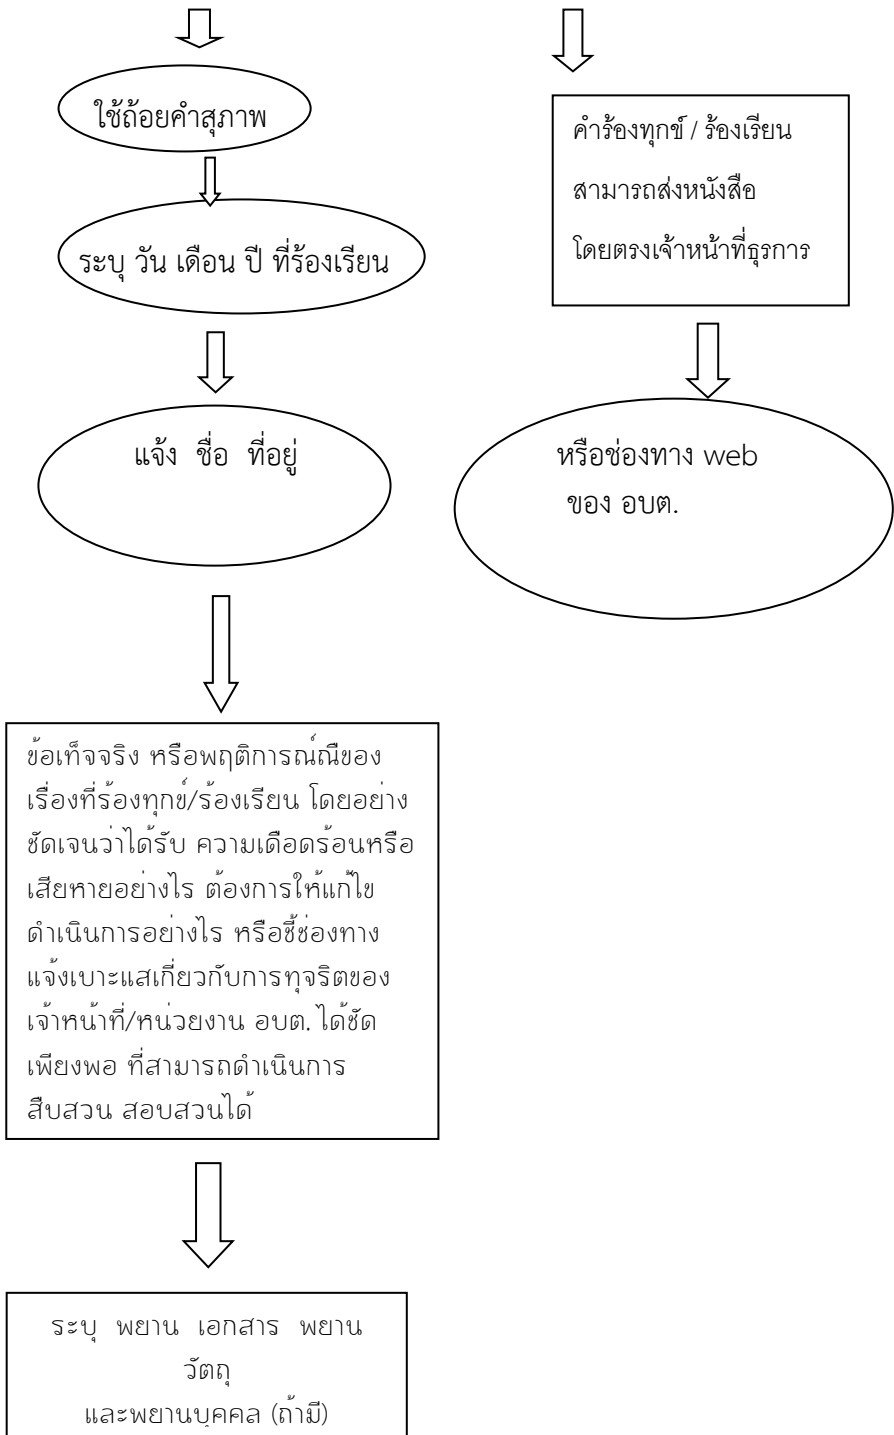 ใช้ถ้อยคำสุภาพ
ระบุ วัน เดือน ปี ที่ร้องเรียน
แจ้ง ชื่อ ที่อยู่
ข้อเท็จจริง หรือพฤติการณ์ณืของ
เรื่องที่ร้องทุกข์/ร้องเรียน โดยอย่าง
ชัดเจนว่าได้รับ ความเดือดร้อนหรือ
เสียหายอย่างไร ต้องการให้แก้ไข
ดำเนินการอย่างไร หรือชี้ช่องทาง
แจ้งเบาะแสเกี่ยวกับการทุจริตของ
เจ้าหน้าที่/หน่วยงาน อบต. ได้ชัด
เพียงพอ ที่สามารถดำเนินการ
สืบสวน สอบสวนได้
ระบุ พยาน เอกสาร พยาน
วัตถุ
และพยานบุคคล (ถ้ามี)
คำร้องทุกข์ / ร้องเรียน
สามารถส่งหนังสือ
โดยตรงเจ้าหน้าที่ธุรการ
หรือช่องทาง web
ของ อบต.